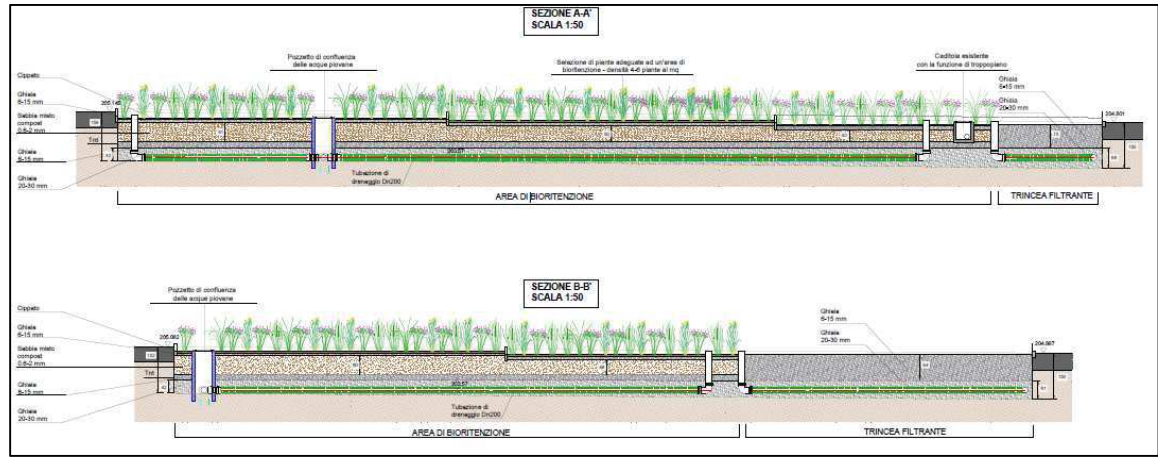 SEZIONE A-A'
SCALA 1:50
Pozzetto di confluenza
delle acque piovane
Selezione di piante adeguate ad un'area di
bioritenzione - densità 4-6 piante al mq
Caditoia esistente
con la funzione di troppopieno
Cippato
Ghiaia
6-15 mm
Sabbia misto
compost
0.6-2 mm
Tnt
Ghiaia
6-15 mm
Ghiaia
20-30 mm
Ghiaia
6-15 mm
Ghiaia
20-30 mm
203.57
Tubazione di
drenaggio Dn200
AREA DI BIORITENZIONE
TRINCEA FILTRANTE
SEZIONE B-B'
SCALA 1:50
Pozzetto di confluenza
delle acque piovane
Cippato
Ghiaia
6-15 mm
Sabbia misto
compost
0.6-2 mm
Tnt
Ghiaia
6-15 mm
Ghiaia
20-30 mm
Ghiaia
6-15 mm
Ghiaia
20-30 mm
203.57
Tubazione di
drenaggio Dn200
AREA DI BIORITENZIONE
TRINCEA FILTRANTE